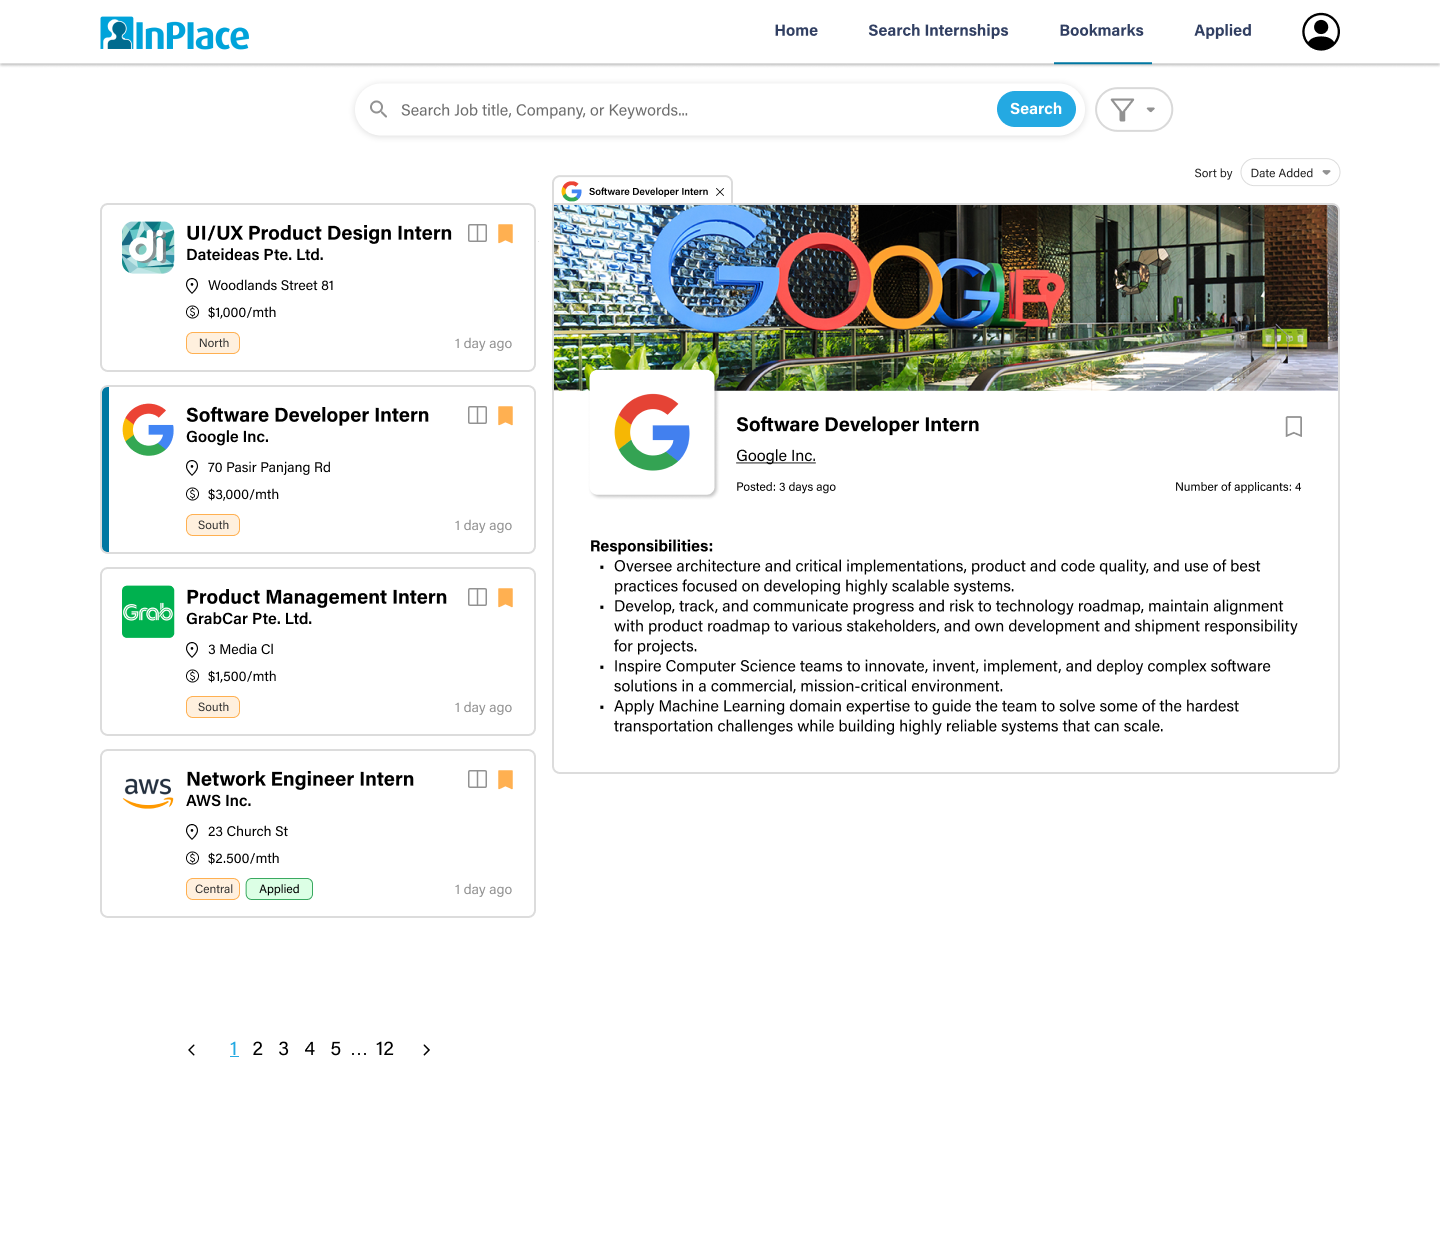 InPlace
Home
Search Internships
Bookmarks
Applied
Search Job title, Company, or Keywords...
Search
Sort by
Date Added
di
UI/UX Product Design Intern
Dateideas Pte. Ltd.
Woodlands Street 81
$1,000/mth
North
1 day ago
Software Developer Intern
Google Inc.
70 Pasir Panjang Rd
$3,000/mth
South
1 day ago
Grab
Product Management Intern
GrabCar Pte. Ltd.
3 Media Cl
$1,500/mth
South
1 day ago
aws
Network Engineer Intern
AWS Inc.
23 Church St
$2.500/mth
Central
Applied
1 day ago
1 2 3 4 5 ... 12
Software Developer Intern
Google
Software Developer Intern
Google Inc.
Posted: 3 days ago
Number of applicants: 4
Responsibilities:
▪ Oversee architecture and critical implementations, product and code quality, and use of best
practices focused on developing highly scalable systems.
▪ Develop, track, and communicate progress and risk to technology roadmap, maintain alignment
with product roadmap to various stakeholders, and own development and shipment responsibility
for projects.
▪ Inspire Computer Science teams to innovate, invent, implement, and deploy complex software
solutions in a commercial, mission-critical environment.
▪ Apply Machine Learning domain expertise to guide the team to solve some of the hardest
transportation challenges while building highly reliable systems that can scale.